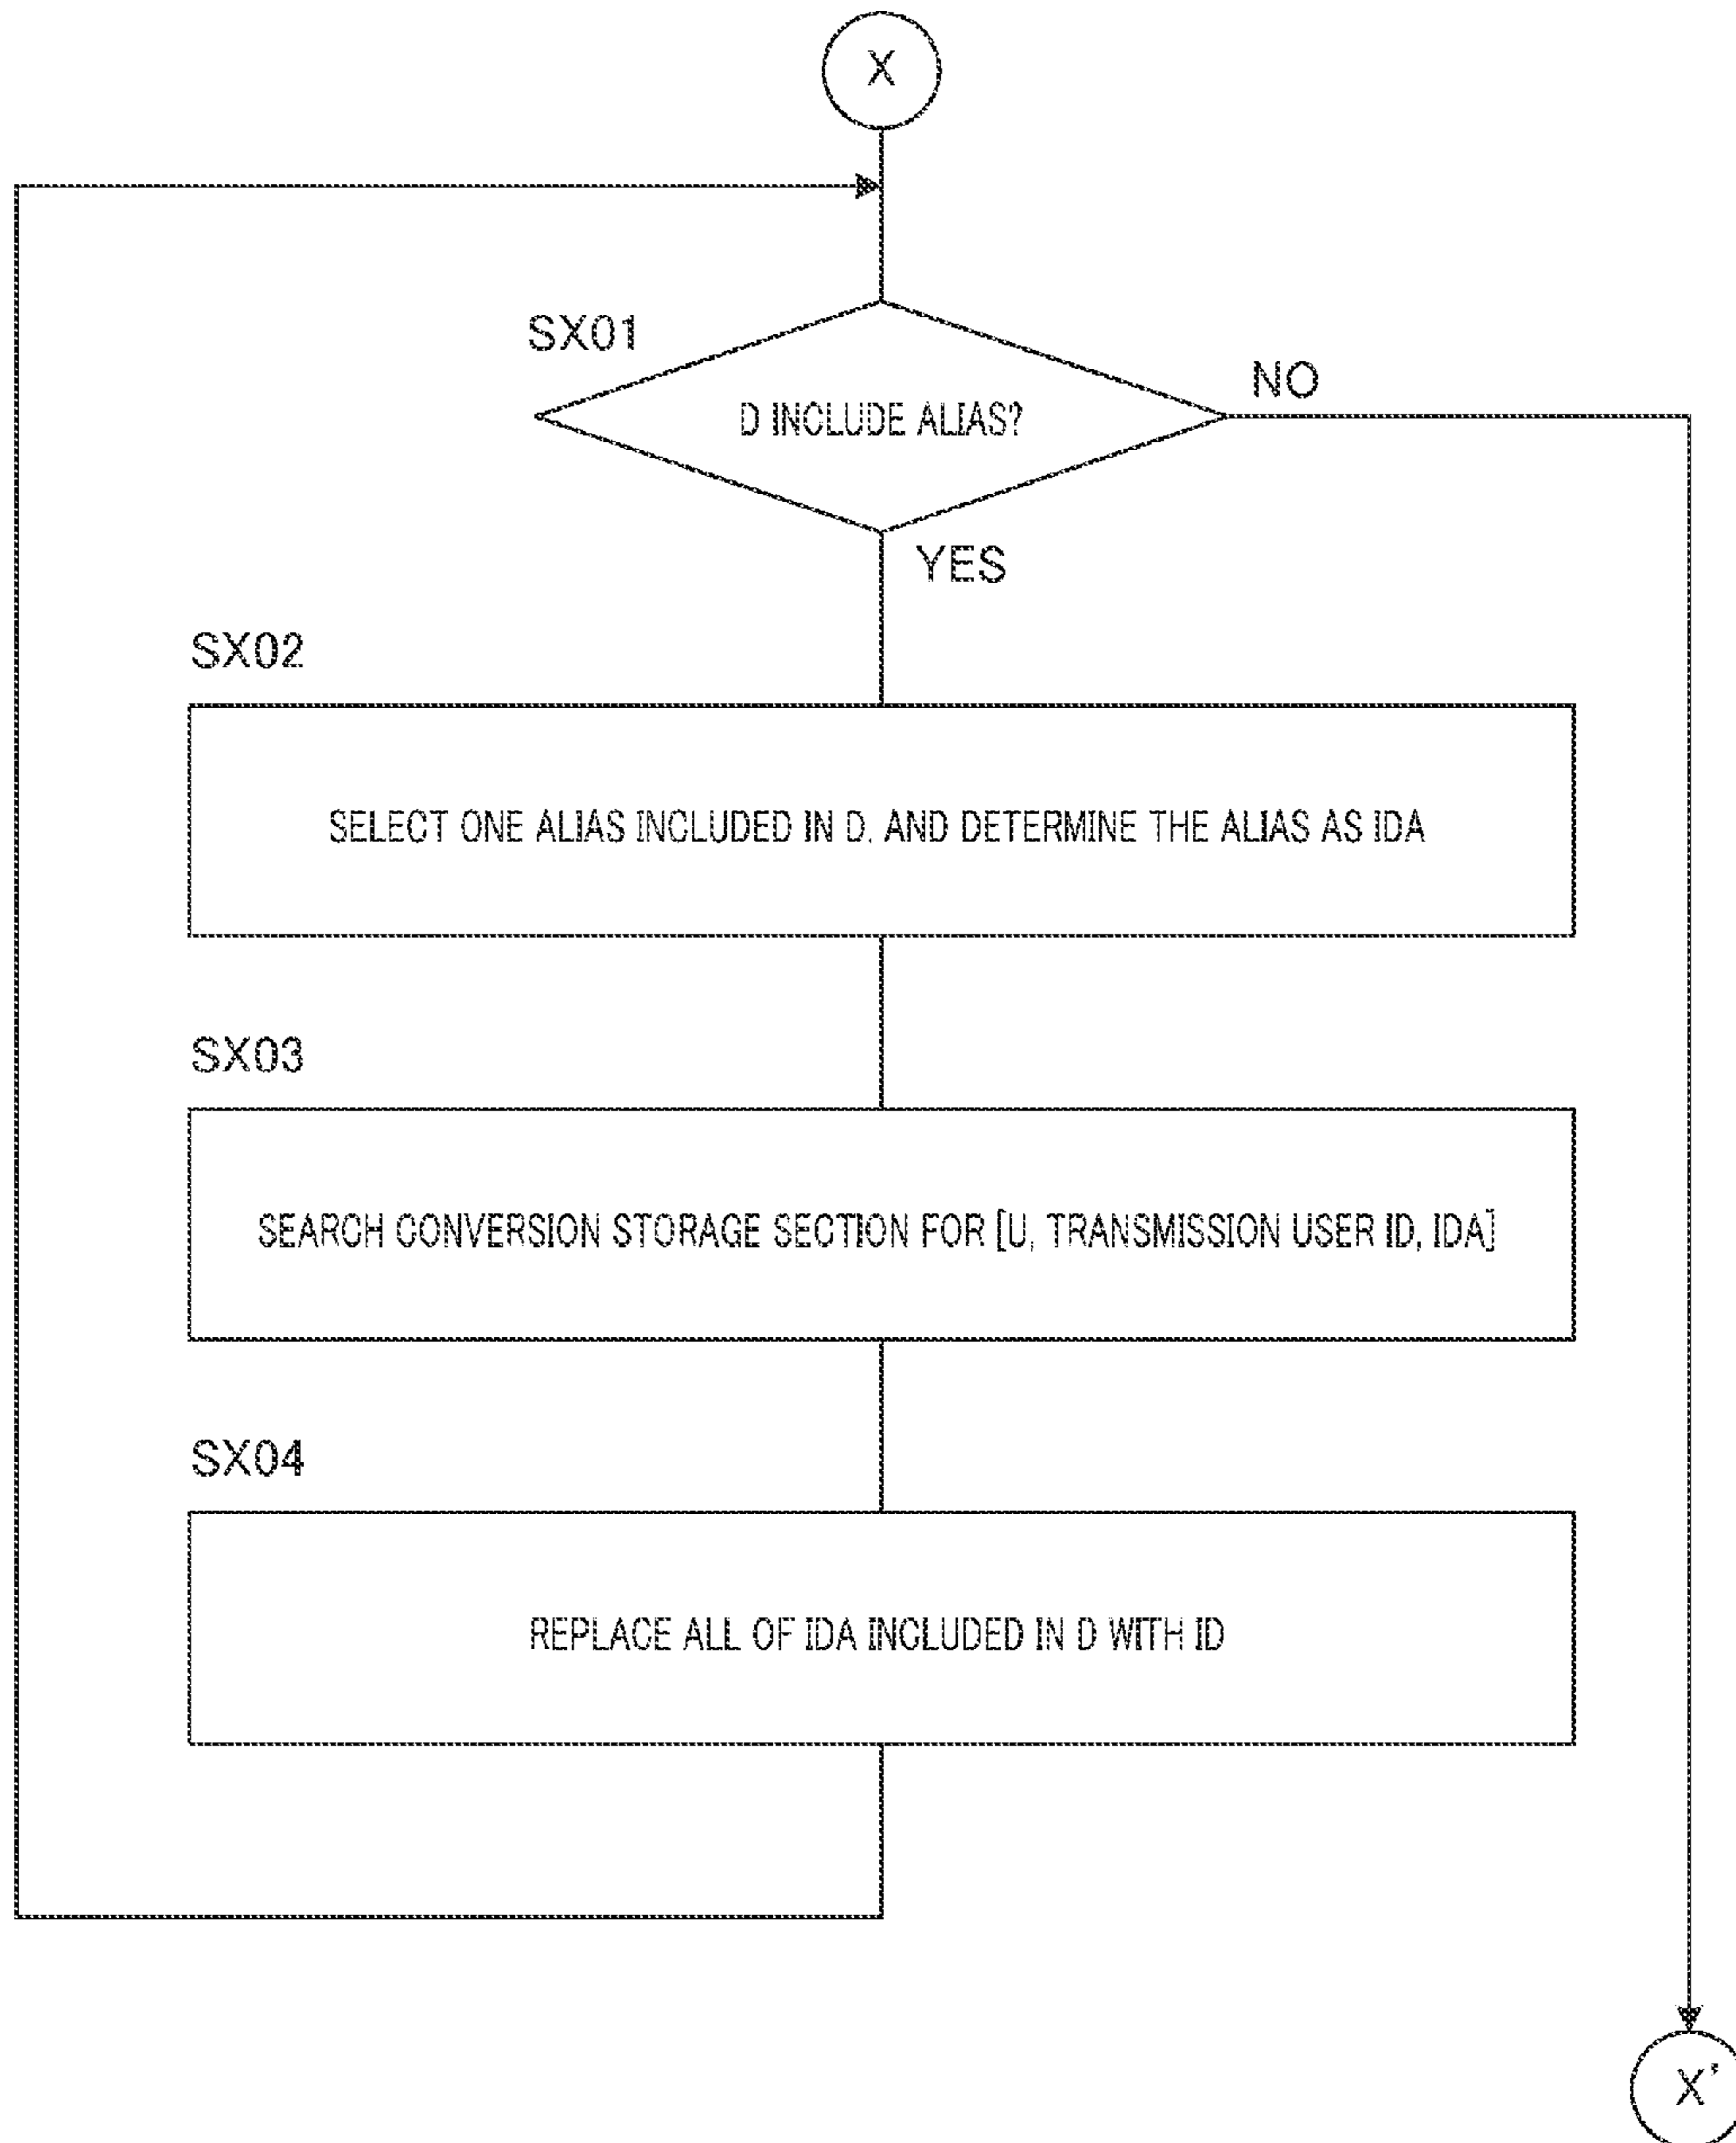 X
SX01
D INCLUDE ALIAS?
NO
YES
SX02
SELECT ONE ALIAS INCLUDED IN D, AND DETERMINE THE ALIAS AS IDA
SX03
SEARCH CONVERSION STORAGE SECTION FOR [U, TRANSMISSION USER ID, IDA]
SX04
REPLACE ALL OF IDA INCLUDED IN D WITH ID
X'